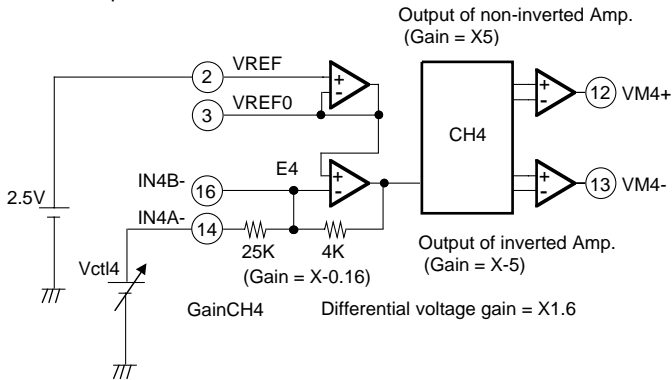 Output of non-inverted Amp.
(Gain = X5)
2 VREF
+
-
3 VREF0
+
-
12 VM4+
CH4
E4
IN4B-
16
+
-
+
-
13 VM4-
2.5V
IN4A-
14
25K
4K
Output of inverted Amp.
(Gain = X-5)
(Gain = X-0.16)
Vctl4
GainCH4
Differential voltage gain = X1.6